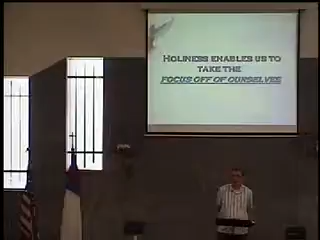 HOLINESS ENABLES US TO
TAKE THE
FOCUS OFF OF OURSELVES